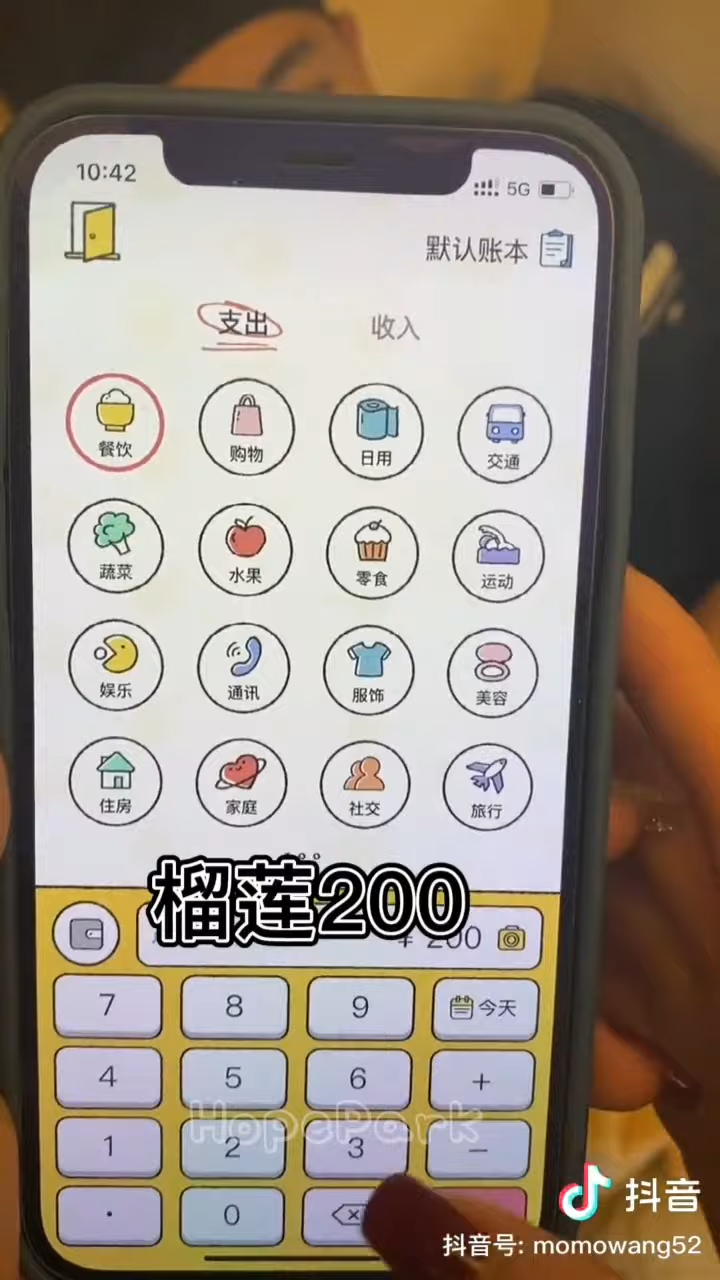 10:42
5G
默认账本
支出
收入
餐饮
购物
日用
交通
蔬菜
水果
零食
运动
娱乐
通讯
服饰
美容
住房
家庭
社交
旅行
榴莲200
¥ 200
7
8
9
今天
4
5
6
+
HopePark
1
2
3
-
.
0
抖音
抖音号: momowang52